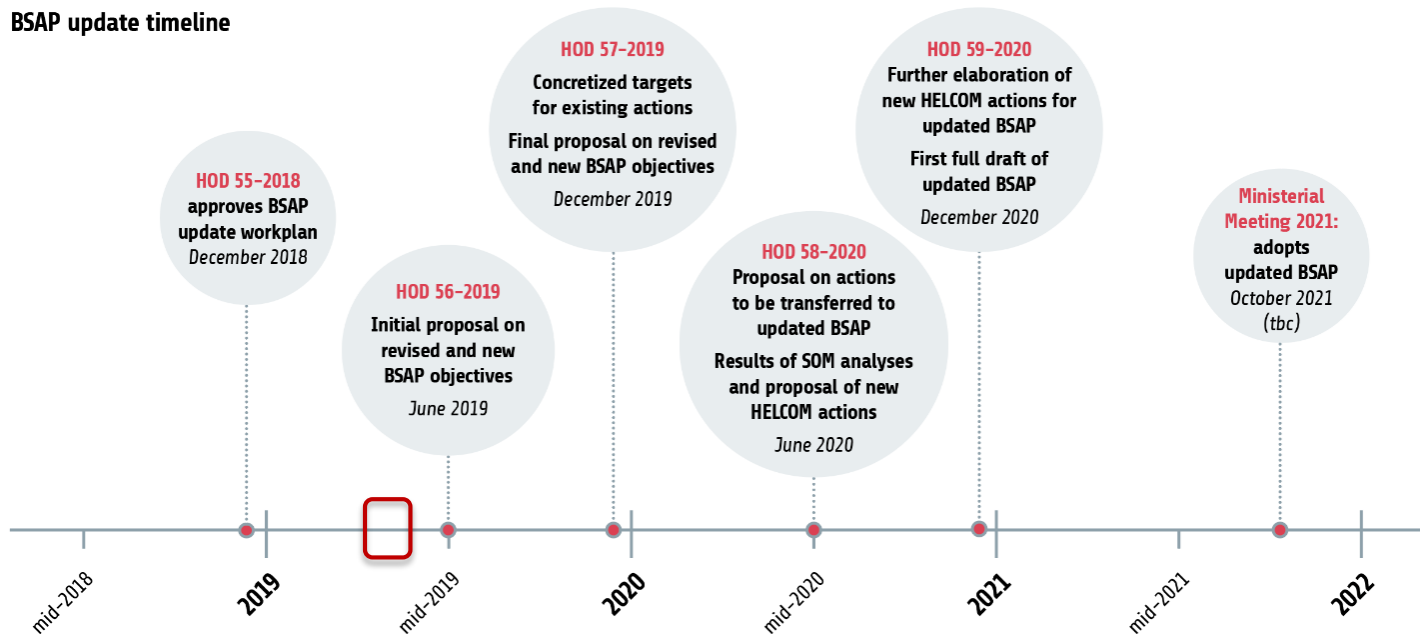 BSAP update timeline
HOD 55-2018
approves BSAP
update workplan
December 2018
HOD 56-2019
Initial proposal on
revised and new
BSAP objectives
June 2019
HOD 57-2019
Concretized targets
for existing actions
Final proposal on revised
and new BSAP objectives
December 2019
HOD 58-2020
Proposal on actions
to be transferred to
updated BSAP
Results of SOM analyses
and proposal of new
HELCOM actions
June 2020
HOD 59-2020
Further elaboration of
new HELCOM actions for
updated BSAP
First full draft of
updated BSAP
December 2020
Ministerial
Meeting 2021:
adopts
updated BSAP
October 2021
(tbc)
mid-2018
2019
mid-2019
2020
mid-2020
2021
mid-2021
2022